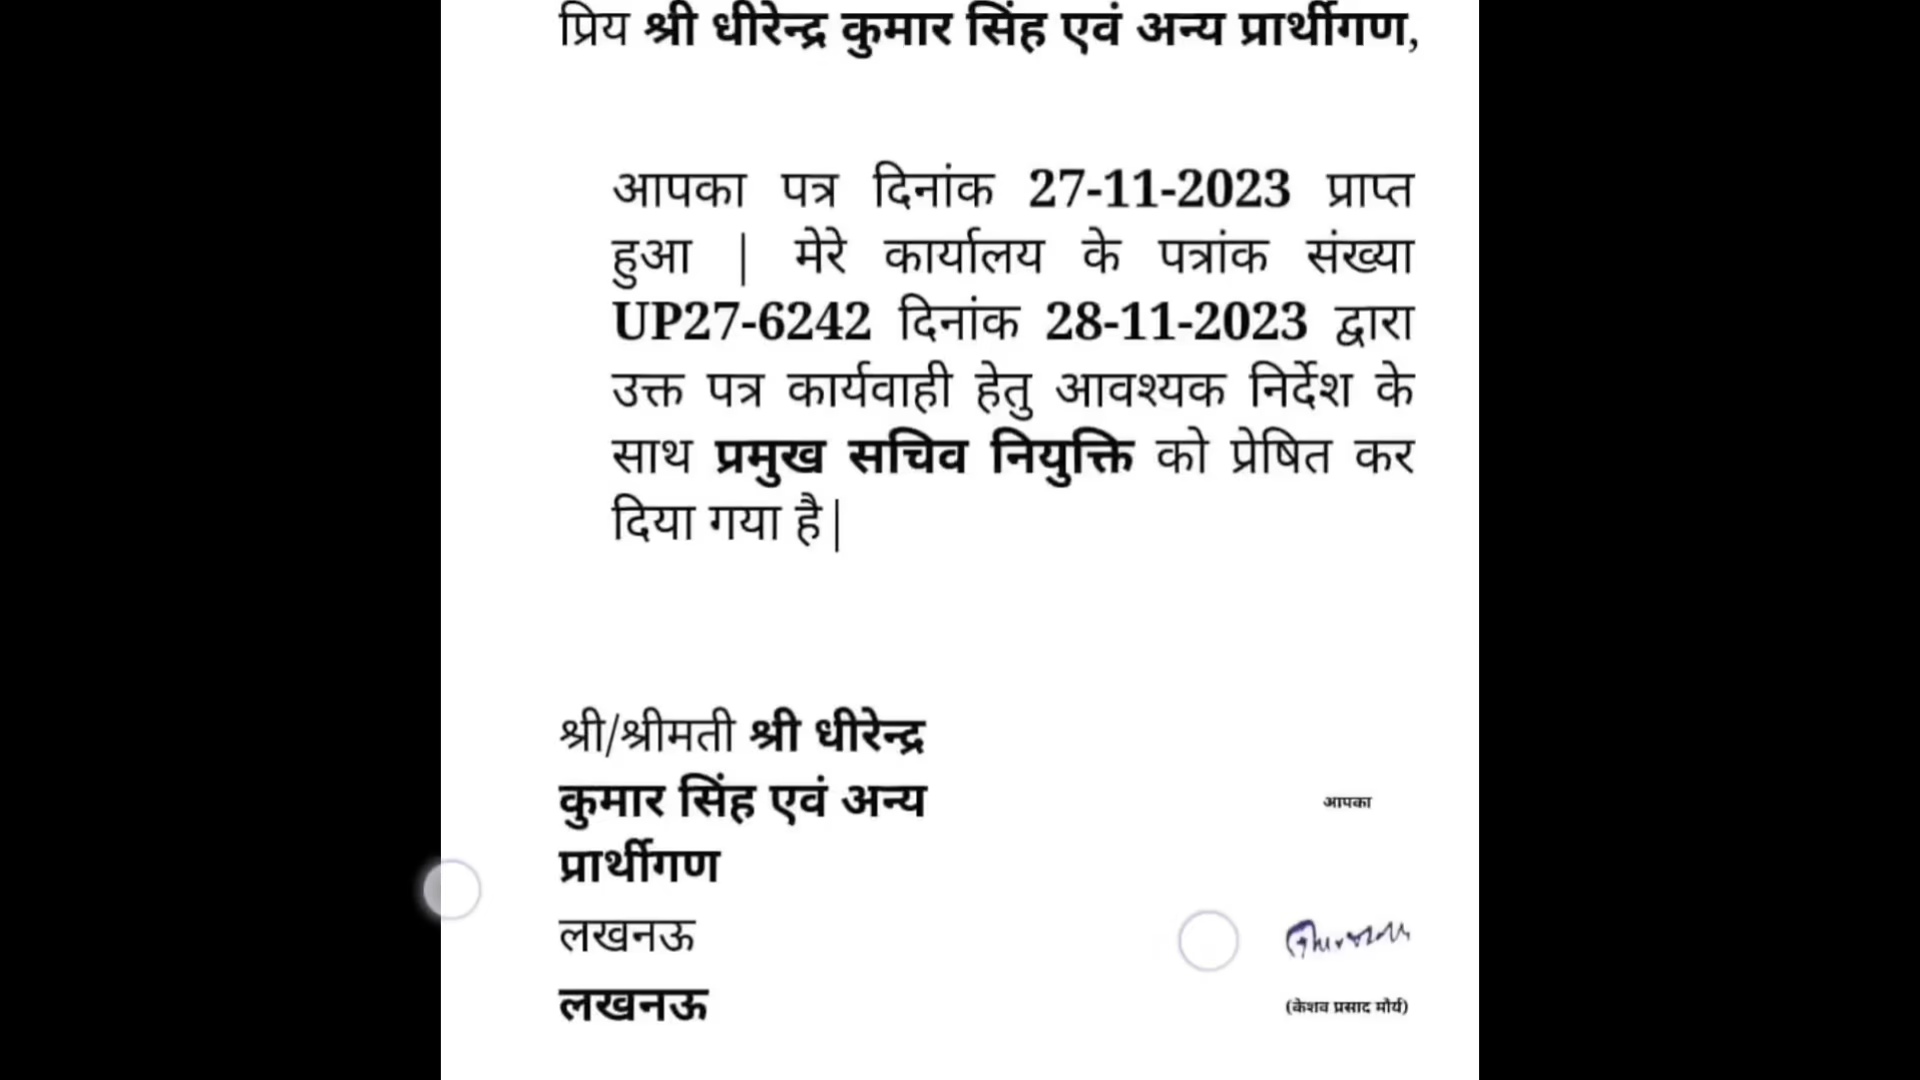 प्रिय श्री धीरेन्द्र कुमार सिंह एवं अन्य प्रार्थीगण,
आपका पत्र दिनांक 27-11-2023 प्राप्त
हुआ | मेरे कार्यालय के पत्रांक संख्या
UP27-6242 दिनांक 28-11-2023 द्वारा
उक्त पत्र कार्यवाही हेतु आवश्यक निर्देश के
साथ प्रमुख सचिव नियुक्ति को प्रेषित कर
दिया गया है|
श्री/श्रीमती श्री धीरेन्द्र
कुमार सिंह एवं अन्य
प्रार्थीगण
लखनऊ
लखनऊ
आपका
(केशव प्रसाद मौर्य)